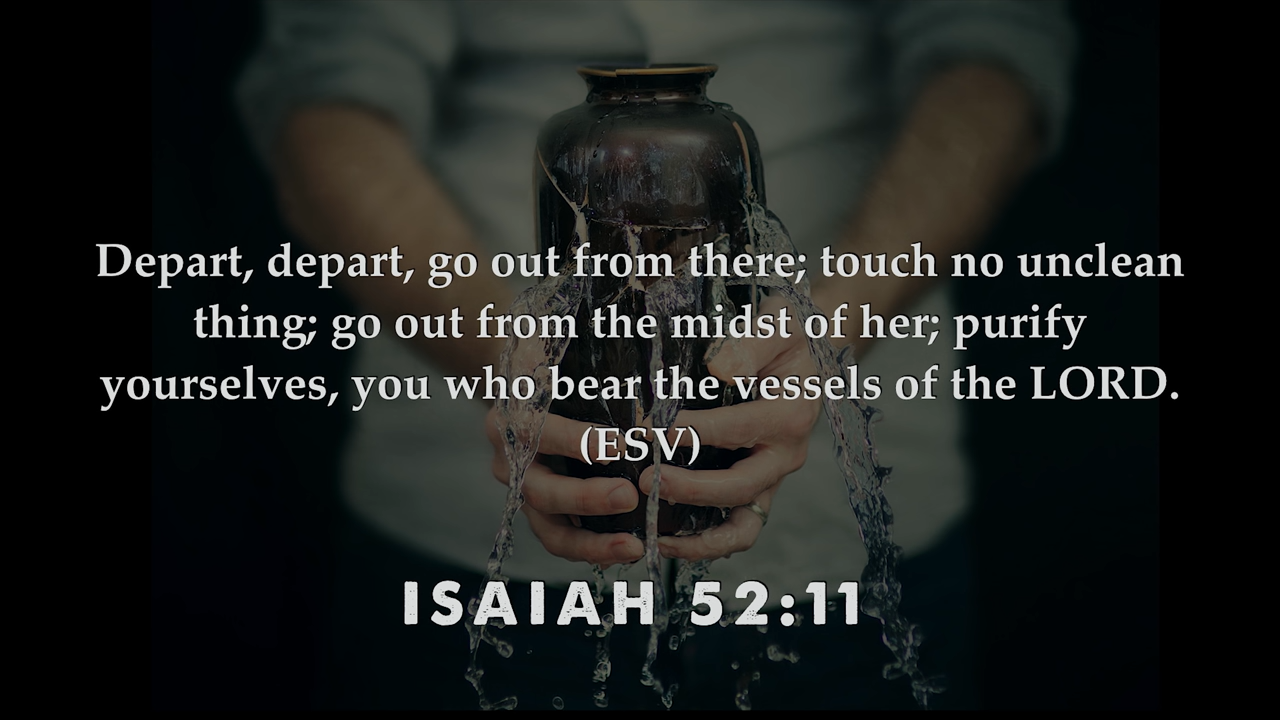 Depart, depart, go out from there; touch no unclean
thing; go out from the midst of her; purify
yourselves, you who bear the vessels of the LORD.
(ESV)
ISAIAH 52:11